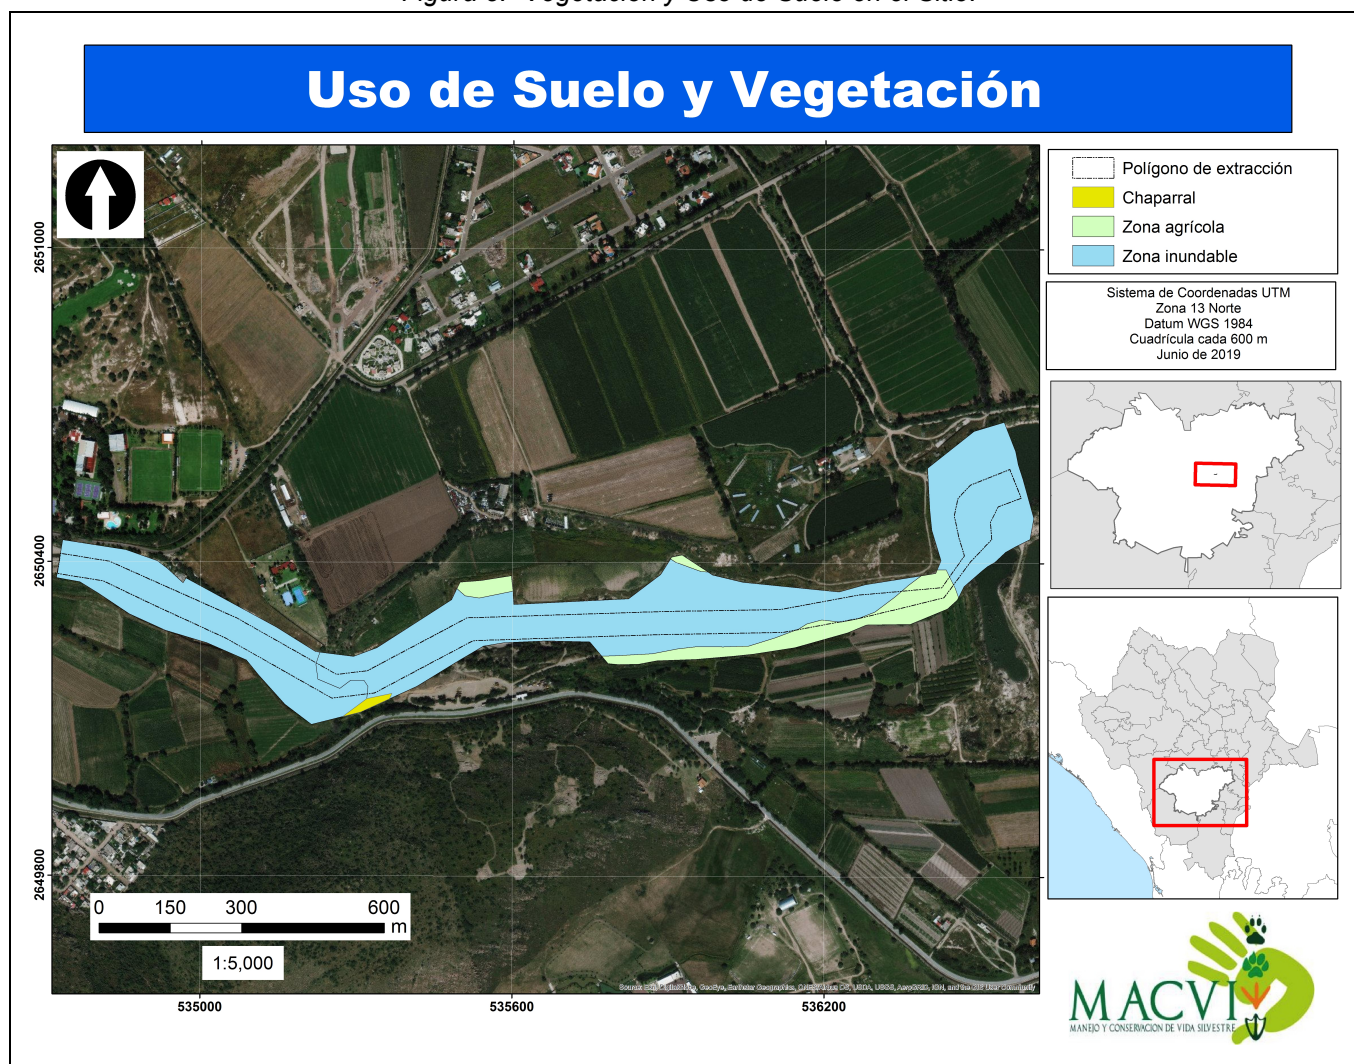 Uso de Suelo y Vegetación
Polígono de extracción
Chaparral
Zona agrícola
Zona inundable
Sistema de Coordenadas UTM
Zona 13 Norte
Datum WGS 1984
Cuadrícula cada 600 m
Junio de 2019
2651000
2650400
2649800
0 150 300 600
m
1:5,000
535000 535600 536200
MACVI
MANEJO Y CONSERVACION DE VIDA SILVESTRE